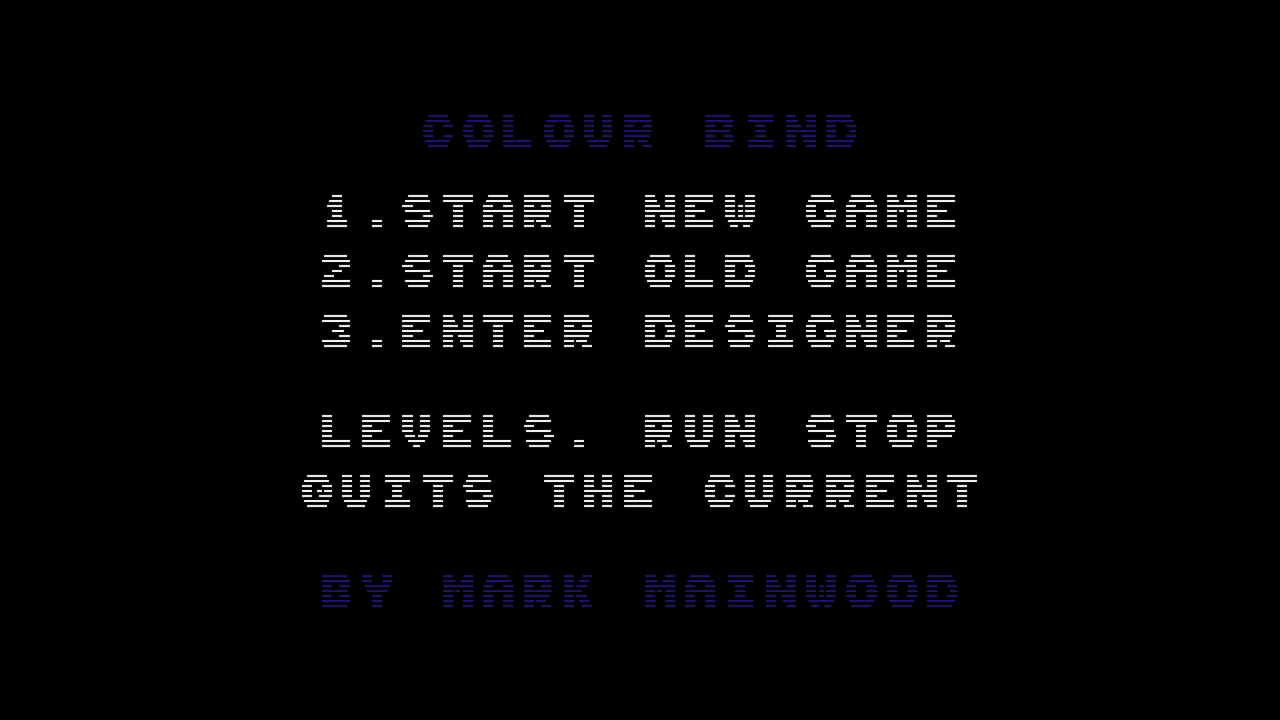 COLOUR BIND
1.START NEW GAME
2.START OLD GAME
3.ENTER DESIGNER
LEVELS. RUN STOP
QUITS THE CURRENT
BY MARK MAINWOOD